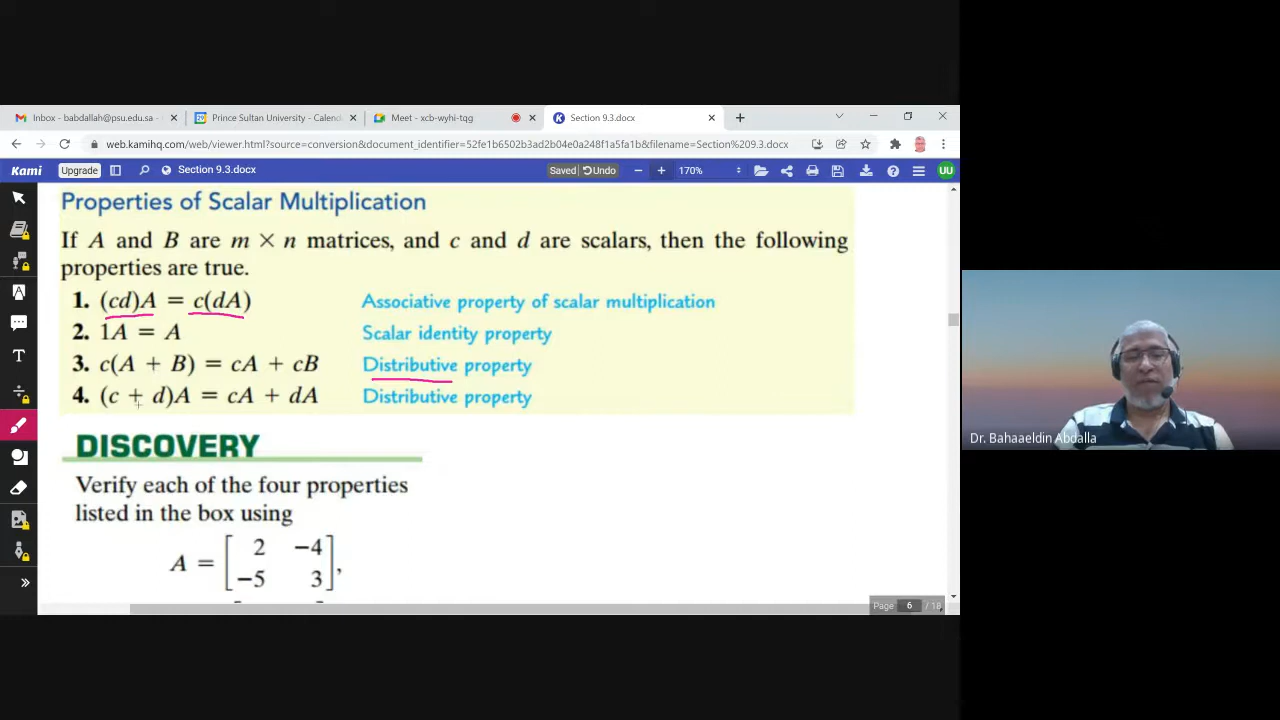 Inbox - babdallah@psu.edu.sa -
Prince Sultan University - Calend
Meet - xcb-wyhi-tqg
Section 9.3.docx
web.kamihq.com/web/viewer.html?source=conversion&document_identifier=52fe1b6502b3ad2b04e0a248f1a5fa1b&filename=Section%209.3.docx
Kami Upgrade Section 9.3.docx Saved Undo 170% UU
Properties of Scalar Multiplication
If A and B are m × n matrices, and c and d are scalars, then the following
properties are true.
1. (cd)A = c(dA) Associative property of scalar multiplication
2. 1A = A Scalar identity property
3. c(A + B) = cA + cB Distributive property
4. (c + d)A = cA + dA Distributive property
DISCOVERY
Verify each of the four properties
listed in the box using
A = [ 2 −4
−5 3 ],
Page 6 / 18
Dr. Bahaaeldin Abdalla